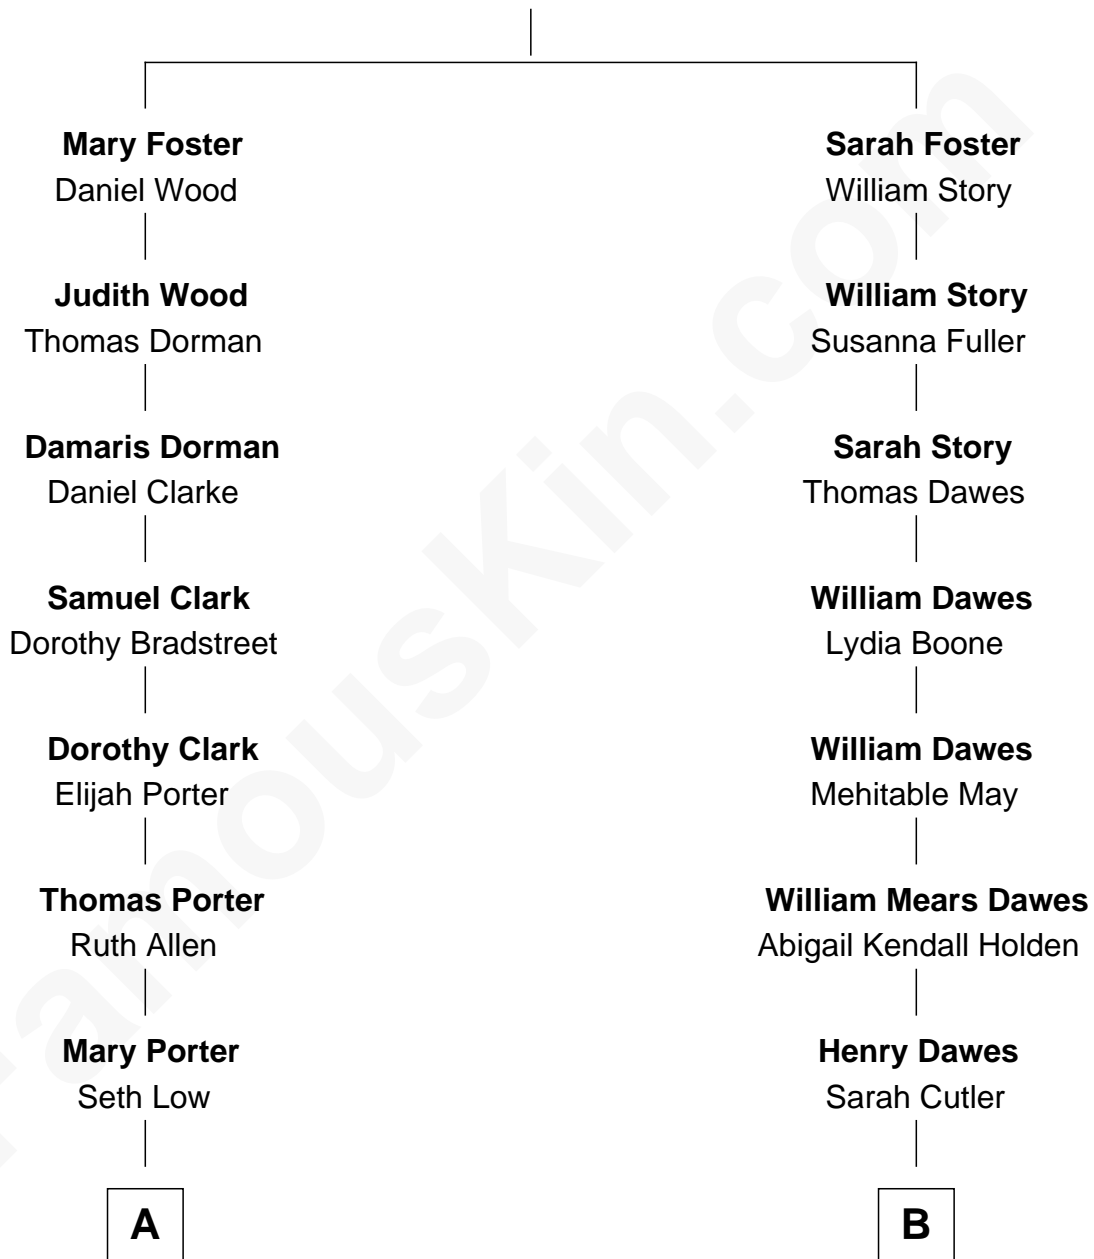 Mary Foster
Daniel Wood
Judith Wood
Thomas Dorman
Damaris Dorman
Daniel Clarke
Samuel Clark
Dorothy Bradstreet
Dorothy Clark
Elijah Porter
Thomas Porter
Ruth Allen
Mary Porter
Seth Low
A
Sarah Foster
William Story
William Story
Susanna Fuller
Sarah Story
Thomas Dawes
William Dawes
Lydia Boone
William Dawes
Mehitable May
William Mears Dawes
Abigail Kendall Holden
Henry Dawes
Sarah Cutler
B
FamousKin.com